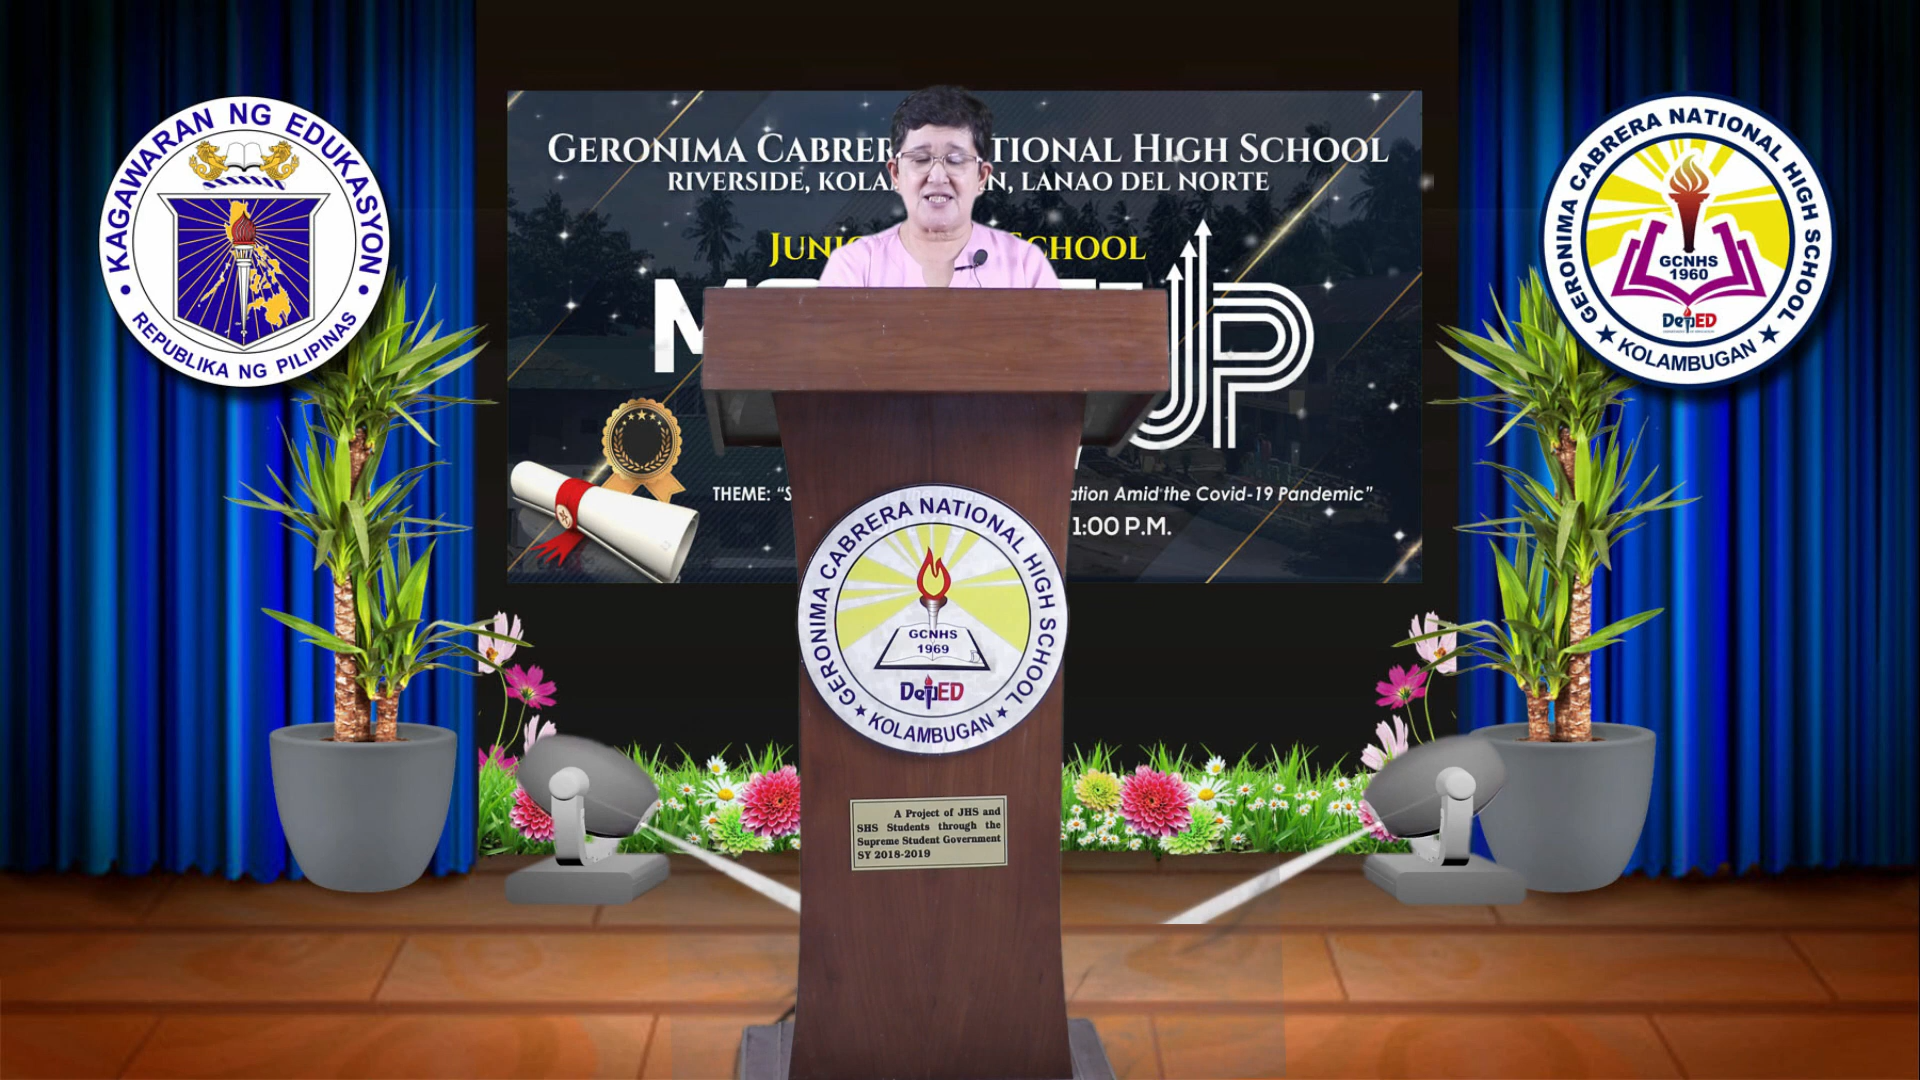 KAGAWARAN NG EDUKASYON
REPUBLIKA NG PILIPINAS
GERONIMA CABRERA NATIONAL HIGH SCHOOL
GCNHS
1960
DepED
KOLAMBUGAN
GERONIMA CABRER TIONAL HIGH SCHOOL
RIVERSIDE, KOLA N, LANAO DEL NORTE
JUNI SCHOOL
M UP
THEME: “S ation Amid the Covid-19 Pandemic”
1:00 P.M.
GERONIMA CABRERA NATIONAL HIGH SCHOOL
GCNHS
1969
DepED
KOLAMBUGAN
A Project of JHS and
SHS Students through the
Supreme Student Government
SY 2018-2019